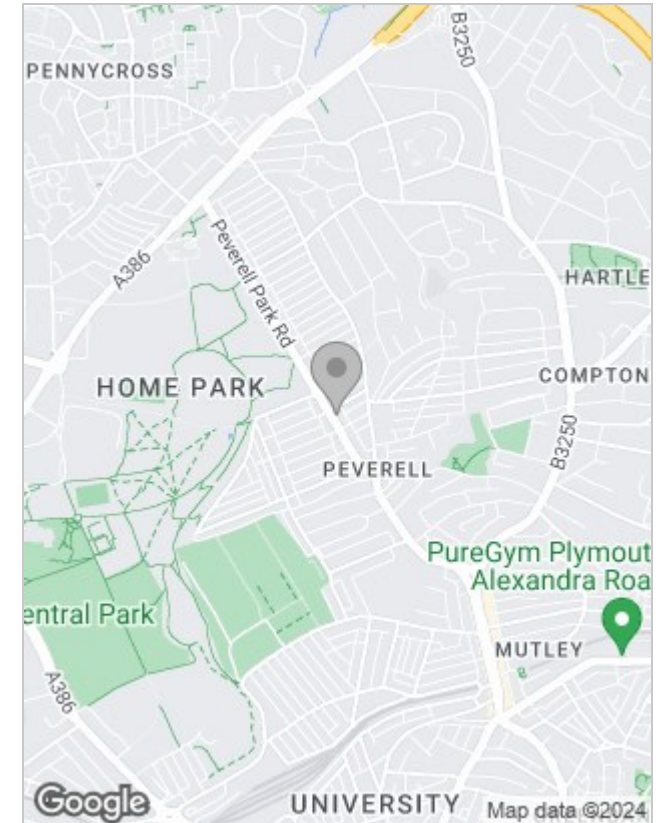 B3250
PENNYCROSS
A386
Peverell Park Rd
HARTLE
HOME PARK
COMPTON
B3250
PEVERELL
PureGym Plymout
Alexandra Roa
entral Park
MUTLEY
A386
Google
UNIVERSITY
Map data ©2024